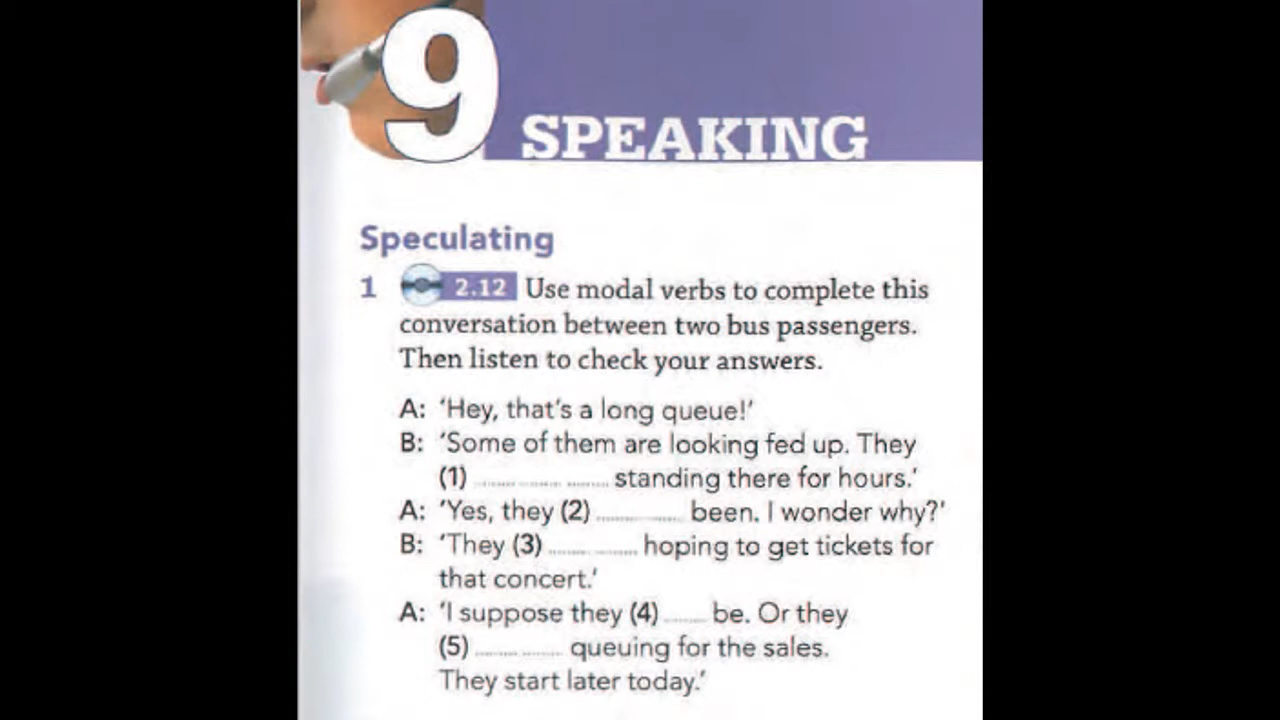 9
SPEAKING
Speculating
1 2.12 Use modal verbs to complete this
conversation between two bus passengers.
Then listen to check your answers.
A: ‘Hey, that’s a long queue!’
B: ‘Some of them are looking fed up. They
(1) ........ ........ ........ standing there for hours.’
A: ‘Yes, they (2) ........ ........ been. I wonder why?’
B: ‘They (3) ........ ........ hoping to get tickets for
that concert.’
A: ‘I suppose they (4) ........ be. Or they
(5) ........ ........ queuing for the sales.
They start later today.’